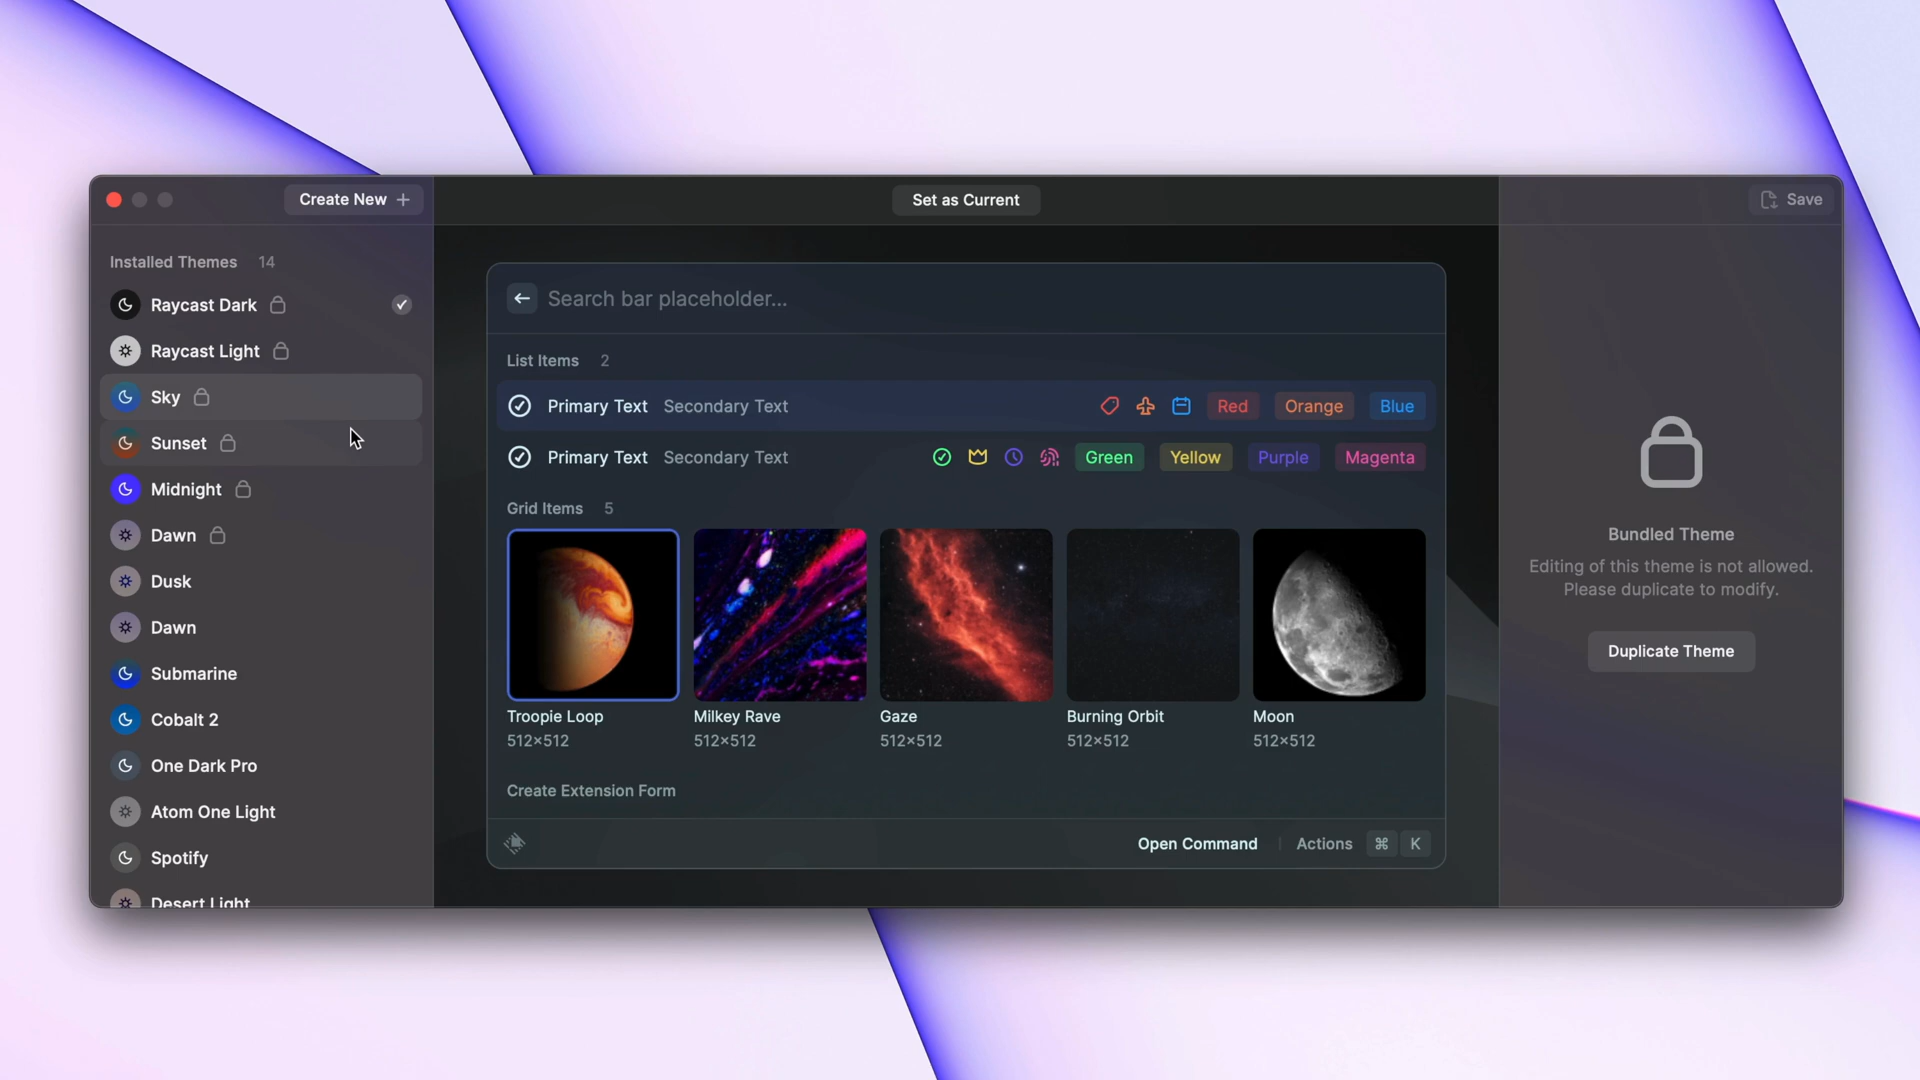 Create New +
Set as Current
Save
Installed Themes 14
Raycast Dark
Raycast Light
Sky
Sunset
Midnight
Dawn
Dusk
Dawn
Submarine
Cobalt 2
One Dark Pro
Atom One Light
Spotify
Desert Light
Search bar placeholder...
List Items 2
Primary Text Secondary Text Red Orange Blue
Primary Text Secondary Text Green Yellow Purple Magenta
Grid Items 5
Troopie Loop
512×512
Milkey Rave
512×512
Gaze
512×512
Burning Orbit
512×512
Moon
512×512
Create Extension Form
Open Command Actions ⌘ K
Bundled Theme
Editing of this theme is not allowed.
Please duplicate to modify.
Duplicate Theme